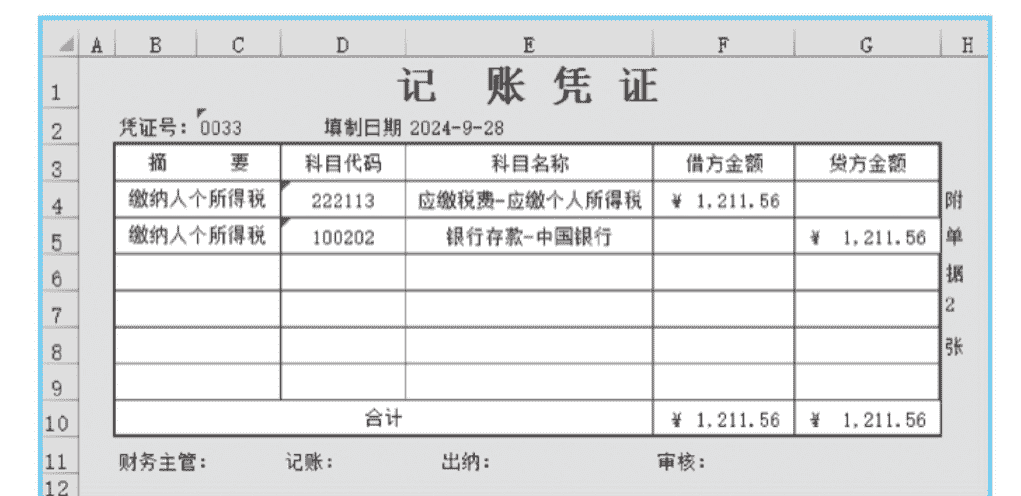 A B C D E F G H
1 记 账 凭 证
2 凭证号: 0033 填制日期 2024-9-28
3 摘 要 科目代码 科目名称 借方金额 贷方金额
4 缴纳人个所得税 222113 应缴税费-应缴个人所得税 ¥ 1,211.56 附
5 缴纳人个所得税 100202 银行存款-中国银行 ¥ 1,211.56 单
6 据
7 2
8 张
9
10 合计 ¥ 1,211.56 ¥ 1,211.56
11 财务主管: 记账: 出纳: 审核:
12